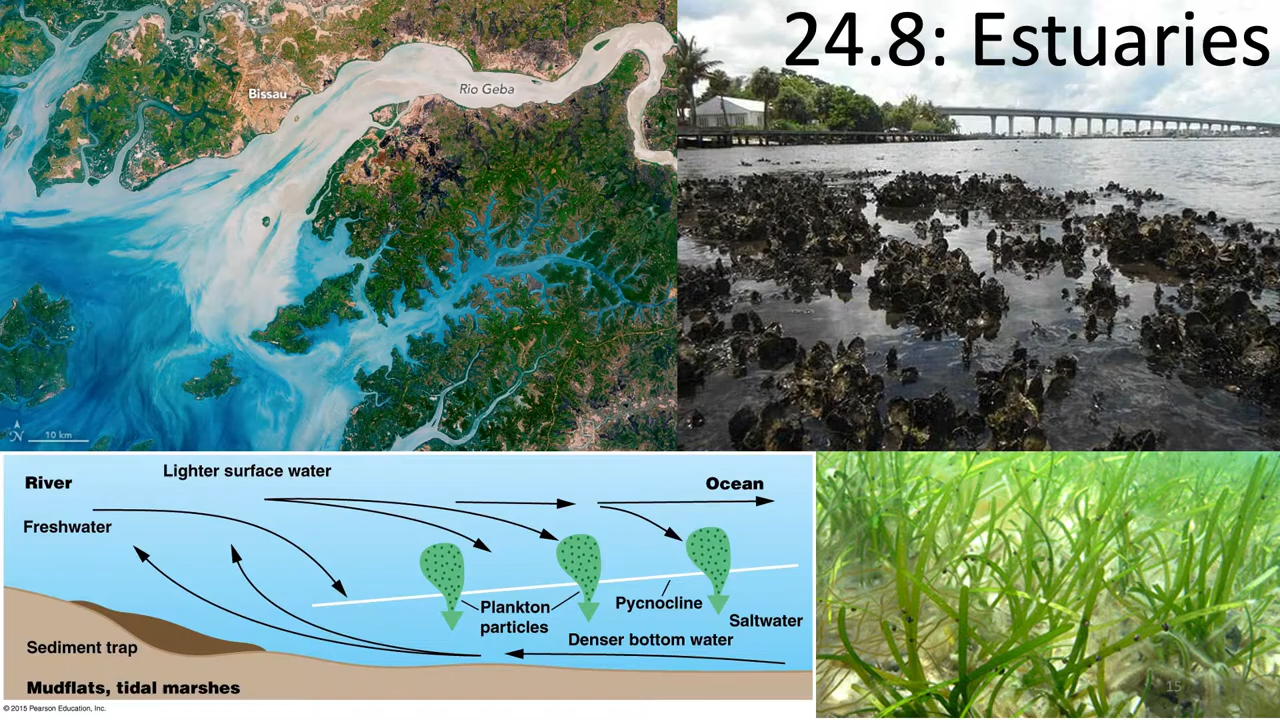 24.8: Estuaries
Bissau
Rio Geba
N
10 km
Lighter surface water
River
Ocean
Freshwater
Plankton
particles
Pycnocline
Saltwater
Denser bottom water
Sediment trap
Mudflats, tidal marshes
© 2015 Pearson Education, Inc.
15